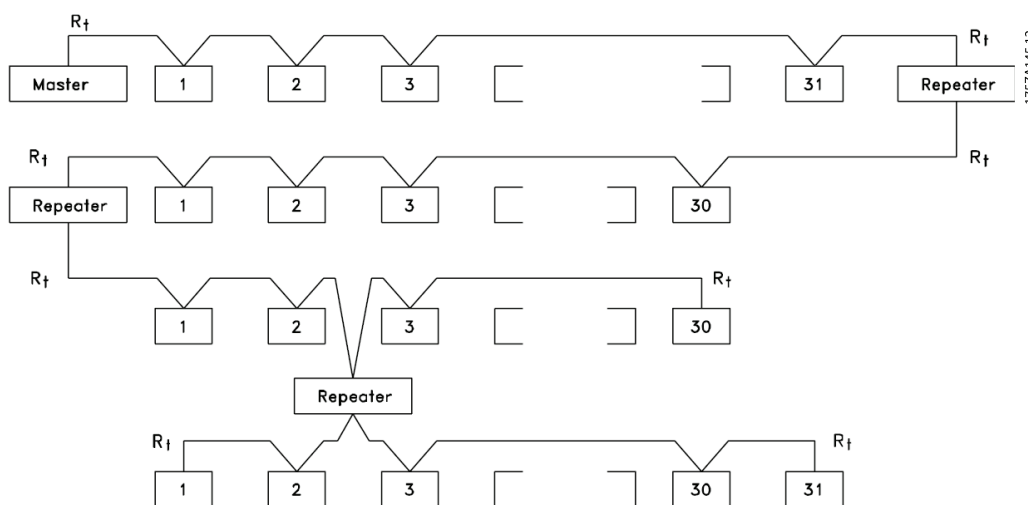 Rt
Master 1 2 3 31 Rt Repeater
Rt Repeater 1 2 3 30 Rt
Rt 1 2 3 30 Rt
Repeater
Rt 1 2 3 30 31 Rt